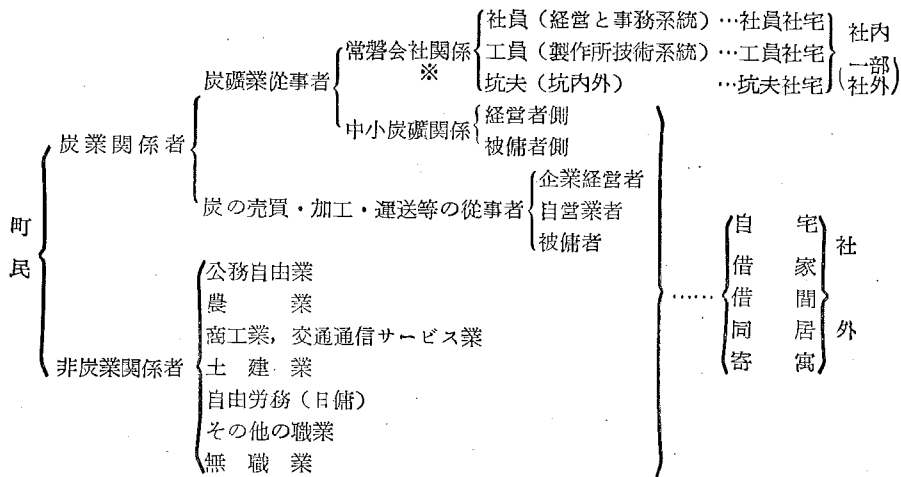 社員（経営と事務系統）…社員社宅
常磐会社関係 工員（製作所技術系統）…工員社宅 社内
※ 坑夫（坑内外） …坑夫社宅 (一部社外)
炭礦業従事者
中小炭礦関係 経営者側
被傭者側
炭業関係者
企業経営者
炭の売買・加工・運送等の従事者 自営業者
被傭者
町民
公務自由業
農業
商工業，交通通信サービス業
非炭業関係者 土建業
自由労務（日傭）
その他の職業
無職業
……
自宅
借家
借間
同居
寄寓
社外